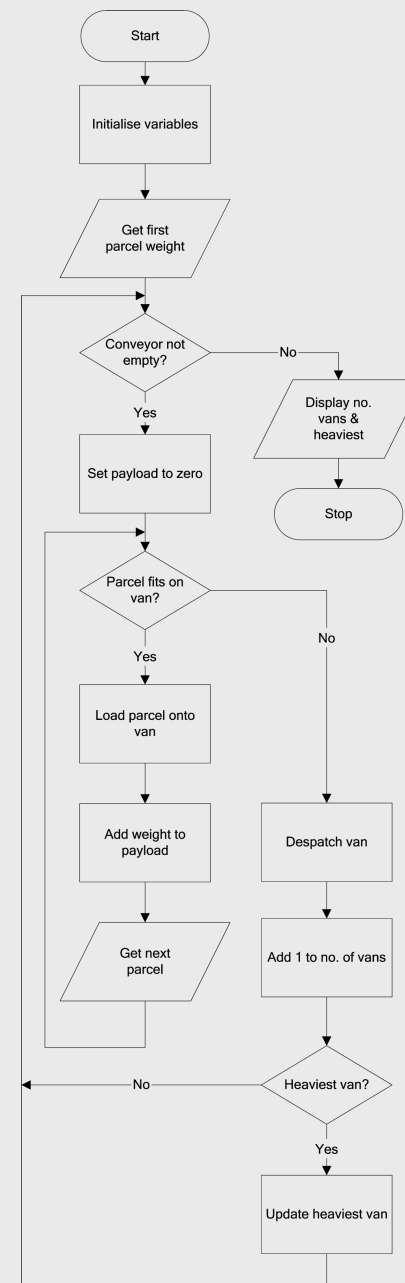 Start
Initialise variables
Get first
parcel weight
Conveyor not
empty?
No
Display no.
vans &
heaviest
Stop
Yes
Set payload to zero
Parcel fits on
van?
No
Yes
Load parcel onto
van
Add weight to
payload
Get next
parcel
Despatch van
Add 1 to no. of vans
Heaviest van?
No
Yes
Update heaviest van